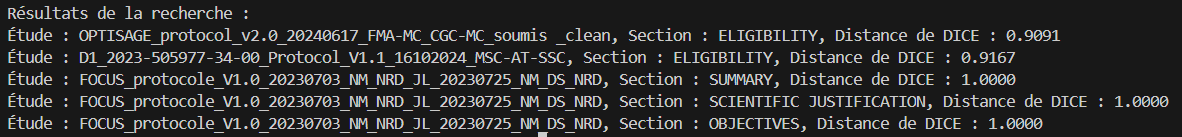 Résultats de la recherche :
Étude : OPTISAGE_protocol_v2.0_20240617_FMA-MC_CGC-MC_soumis _clean, Section : ELIGIBILITY, Distance de DICE : 0.9091
Étude : D1_2023-505977-34-00_Protocol_V1.1_16102024_MSC-AT-SSC, Section : ELIGIBILITY, Distance de DICE : 0.9167
Étude : FOCUS_protocole_V1.0_20230703_NM_NRD_JL_20230725_NM_DS_NRD, Section : SUMMARY, Distance de DICE : 1.0000
Étude : FOCUS_protocole_V1.0_20230703_NM_NRD_JL_20230725_NM_DS_NRD, Section : SCIENTIFIC JUSTIFICATION, Distance de DICE : 1.0000
Étude : FOCUS_protocole_V1.0_20230703_NM_NRD_JL_20230725_NM_DS_NRD, Section : OBJECTIVES, Distance de DICE : 1.0000